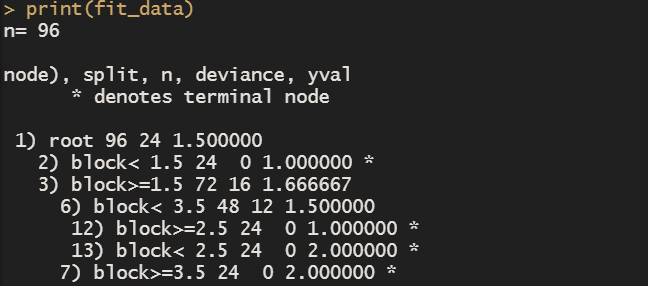 > print(fit_data)
n= 96
node), split, n, deviance, yval
* denotes terminal node
1) root 96 24 1.500000
2) block< 1.5 24 0 1.000000 *
3) block>=1.5 72 16 1.666667
6) block< 3.5 48 12 1.500000
12) block>=2.5 24 0 1.000000 *
13) block< 2.5 24 0 2.000000 *
7) block>=3.5 24 0 2.000000 *